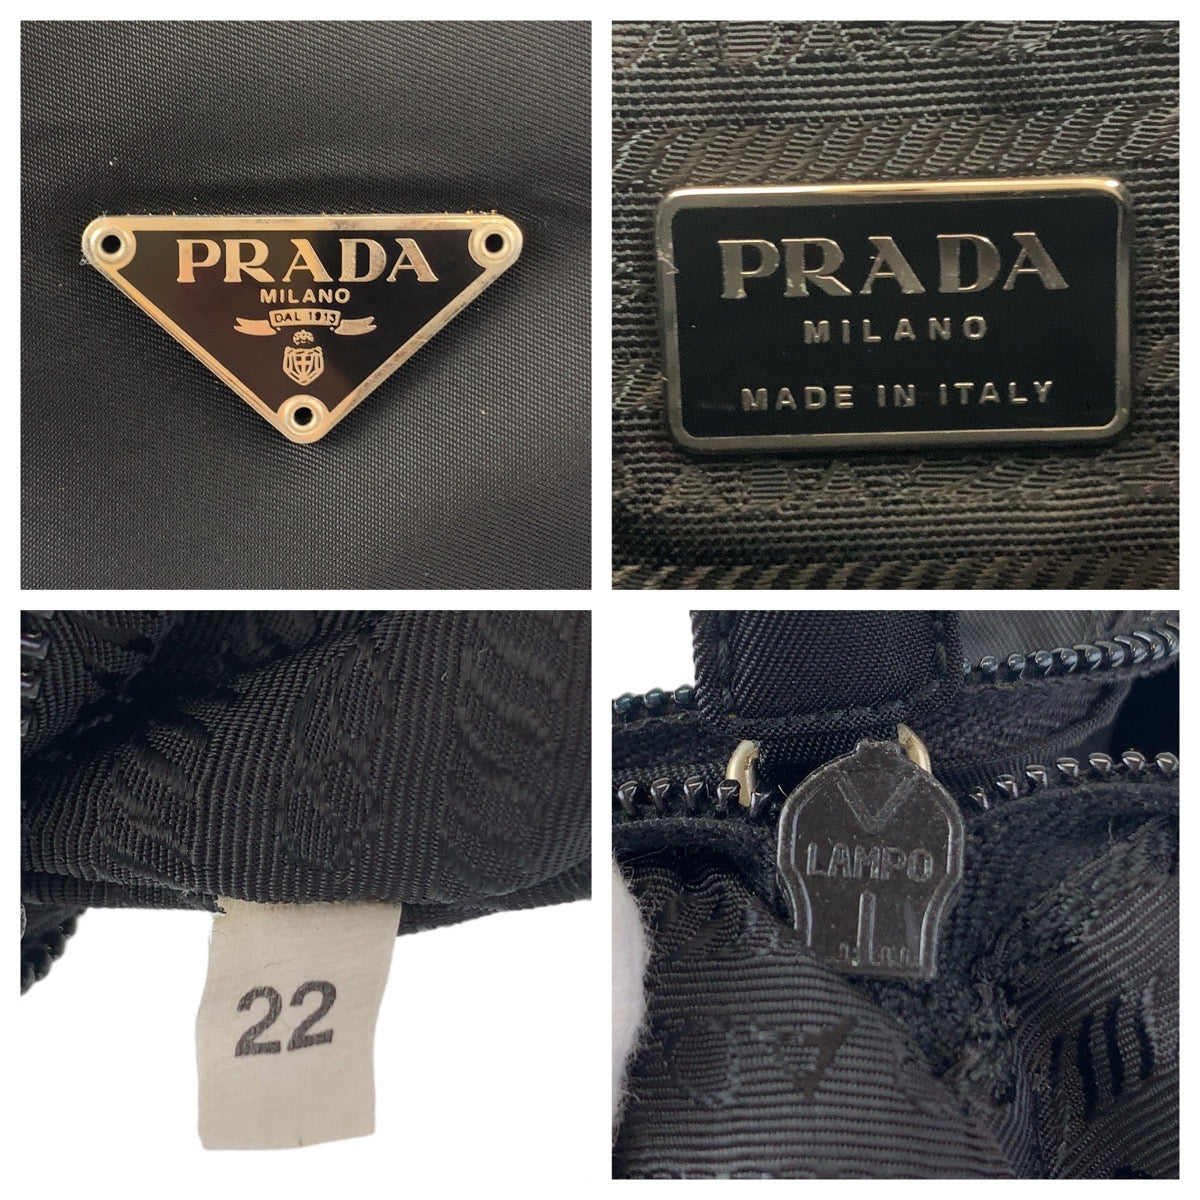 PRADA
MILANO
DAL 1913
PRADA
MILANO
MADE IN ITALY
22
LAMPO